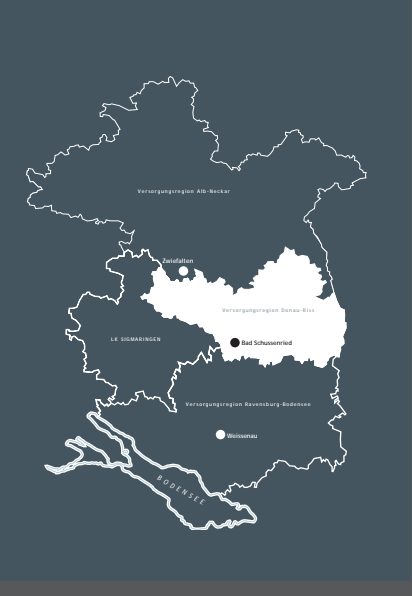 Versorgungsregion Alb-Neckar
Zwiefalten
Versorgungsregion Donau-Riss
LK SIGMARINGEN
Bad Schussenried
Versorgungsregion Ravensburg-Bodensee
Weissenau
BODENSEE